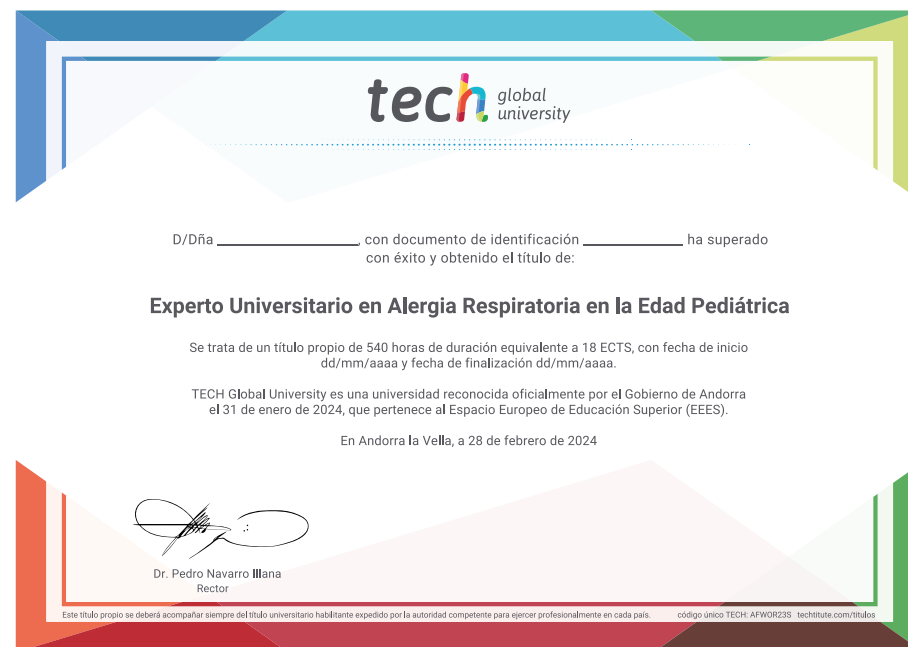 tech global
university
D/Dña ____________, con documento de identificación ____________ ha superado
con éxito y obtenido el título de:
Experto Universitario en Alergia Respiratoria en la Edad Pediátrica
Se trata de un título propio de 540 horas de duración equivalente a 18 ECTS, con fecha de inicio
dd/mm/aaaa y fecha de finalización dd/mm/aaaa.
TECH Global University es una universidad reconocida oficialmente por el Gobierno de Andorra
el 31 de enero de 2024, que pertenece al Espacio Europeo de Educación Superior (EEES).
En Andorra la Vella, a 28 de febrero de 2024
Dr. Pedro Navarro Illana
Rector
Este título propio se deberá acompañar siempre del título universitario habilitante expedido por la autoridad competente para ejercer profesionalmente en cada país. código único TECH: AFWOR23S techtitute.com/titulos